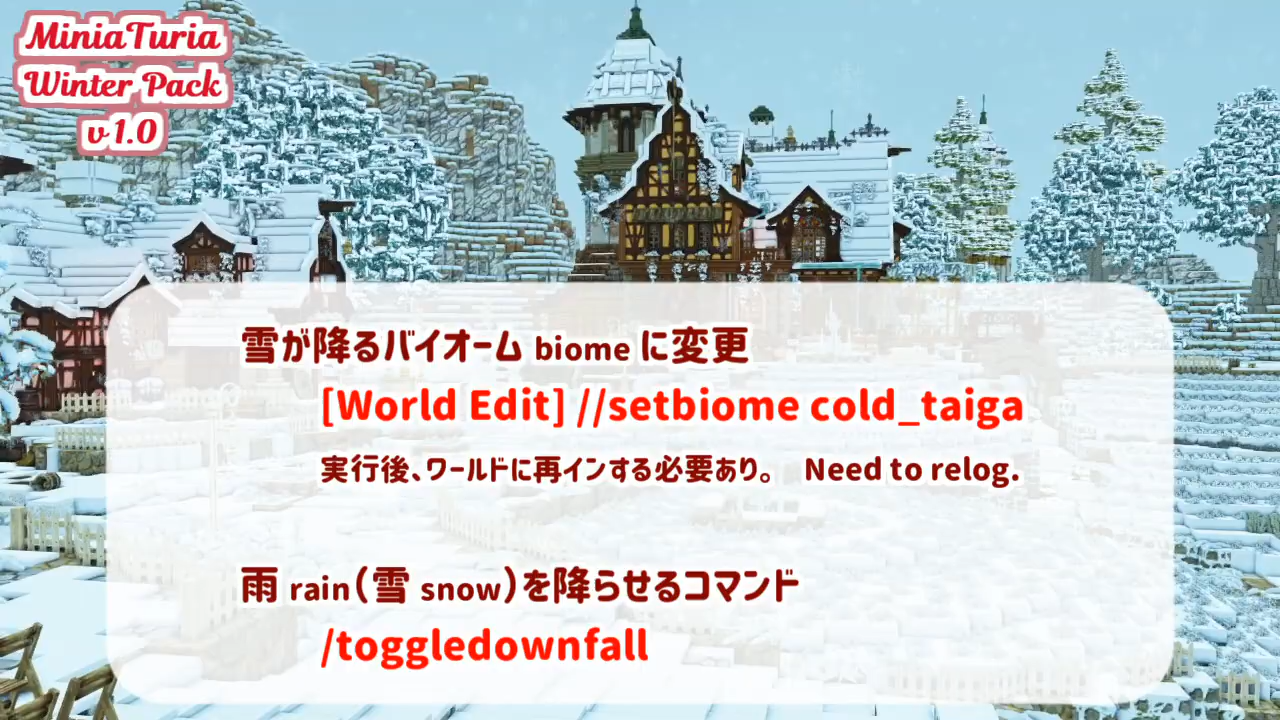 MiniaTuria
Winter Pack
v1.0
雪が降るバイオーム biome に変更
[World Edit] //setbiome cold_taiga
実行後、ワールドに再インする必要あり。 Need to relog.
雨 rain(雪 snow)を降らせるコマンド
/toggledownfall